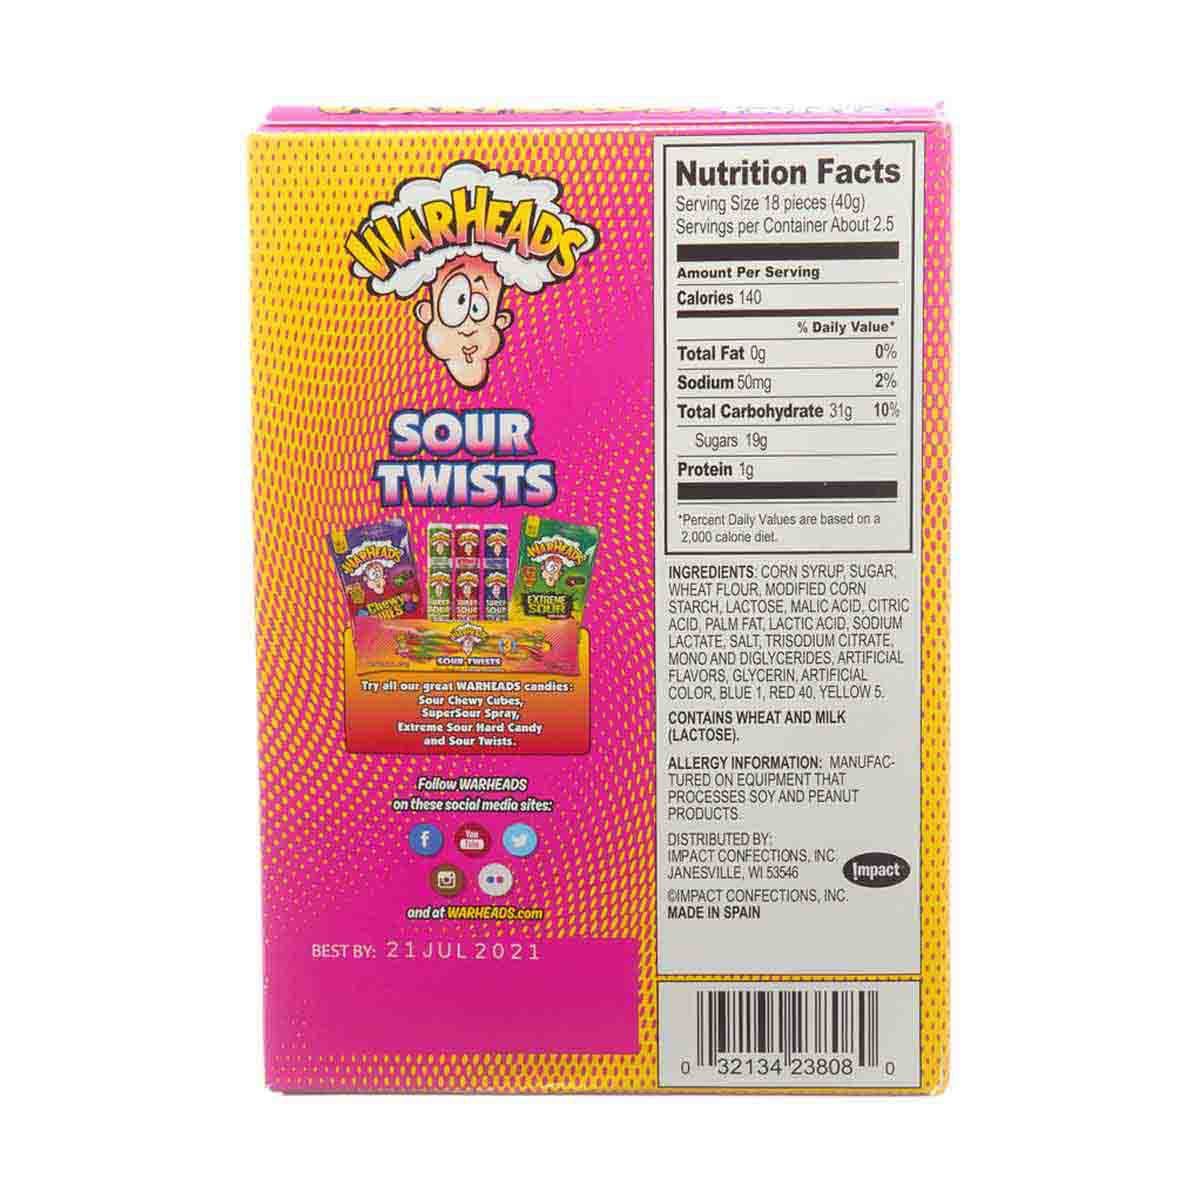 WARHEADS
SOUR
TWISTS
WARHEADS
WARHEADS
Chewy
CUBES
EXTREME
SOUR
SOUR TWISTS
Try all our great WARHEADS candies:
Sour Chewy Cubes,
SuperSour Spray,
Extreme Sour Hard Candy
and Sour Twists.
Follow WARHEADS
on these social media sites:
f
You
Tube
and at WARHEADS.com
BEST BY: 21 JUL 2021
Nutrition Facts
Serving Size 18 pieces (40g)
Servings per Container About 2.5
Amount Per Serving
Calories 140
% Daily Value*
Total Fat 0g 0%
Sodium 50mg 2%
Total Carbohydrate 31g 10%
Sugars 19g
Protein 1g
*Percent Daily Values are based on a
2,000 calorie diet.
INGREDIENTS: CORN SYRUP, SUGAR,
WHEAT FLOUR, MODIFIED CORN
STARCH, LACTOSE, MALIC ACID, CITRIC
ACID, PALM FAT, LACTIC ACID, SODIUM
LACTATE, SALT, TRISODIUM CITRATE,
MONO AND DIGLYCERIDES, ARTIFICIAL
FLAVORS, GLYCERIN, ARTIFICIAL
COLOR, BLUE 1, RED 40, YELLOW 5.
CONTAINS WHEAT AND MILK
(LACTOSE).
ALLERGY INFORMATION: MANUFAC-
TURED ON EQUIPMENT THAT
PROCESSES SOY AND PEANUT
PRODUCTS.
DISTRIBUTED BY:
IMPACT CONFECTIONS, INC.
JANESVILLE, WI 53546
Impact
©IMPACT CONFECTIONS, INC.
MADE IN SPAIN
0 32134 23808 0